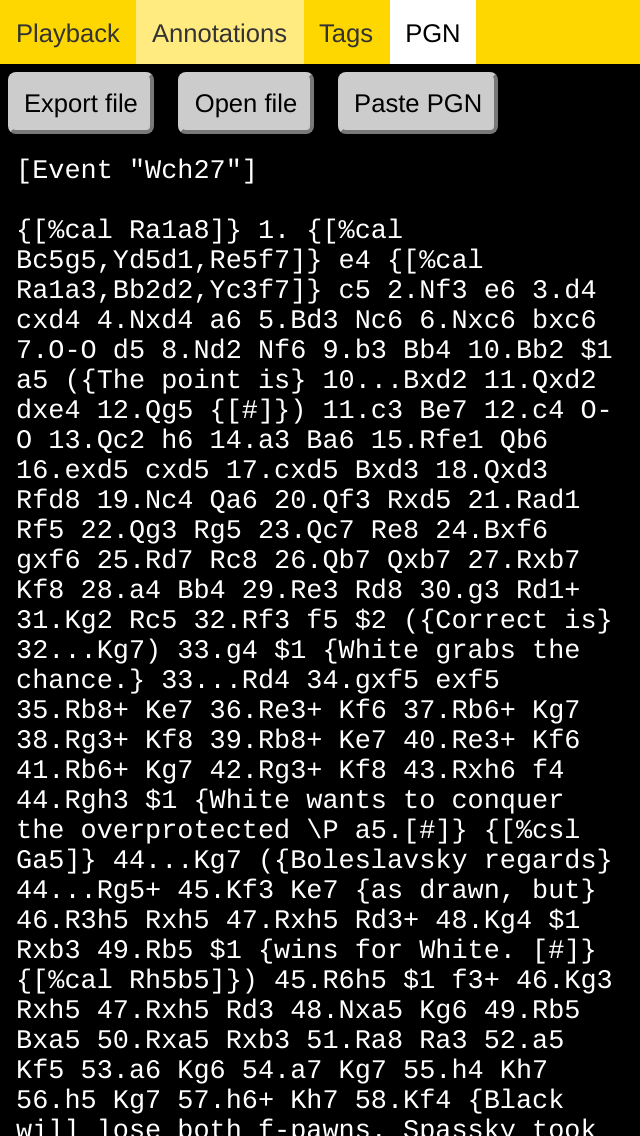 Playback Annotations Tags PGN
Export file Open file Paste PGN
[Event "Wch27"]
{[%cal Ra1a8]} 1. {[%cal
Bc5g5,Yd5d1,Re5f7]} e4 {[%cal
Ra1a3,Bb2d2,Yc3f7]} c5 2.Nf3 e6 3.d4
cxd4 4.Nxd4 a6 5.Bd3 Nc6 6.Nxc6 bxc6
7.O-O d5 8.Nd2 Nf6 9.b3 Bb4 10.Bb2 $1
a5 ({The point is} 10...Bxd2 11.Qxd2
dxe4 12.Qg5 {[#]}) 11.c3 Be7 12.c4 O-
O 13.Qc2 h6 14.a3 Ba6 15.Rfe1 Qb6
16.exd5 cxd5 17.cxd5 Bxd3 18.Qxd3
Rfd8 19.Nc4 Qa6 20.Qf3 Rxd5 21.Rad1
Rf5 22.Qg3 Rg5 23.Qc7 Re8 24.Bxf6
gxf6 25.Rd7 Rc8 26.Qb7 Qxb7 27.Rxb7
Kf8 28.a4 Bb4 29.Re3 Rd8 30.g3 Rd1+
31.Kg2 Rc5 32.Rf3 f5 $2 ({Correct is}
32...Kg7) 33.g4 $1 {White grabs the
chance.} 33...Rd4 34.gxf5 exf5
35.Rb8+ Ke7 36.Re3+ Kf6 37.Rb6+ Kg7
38.Rg3+ Kf8 39.Rb8+ Ke7 40.Re3+ Kf6
41.Rb6+ Kg7 42.Rg3+ Kf8 43.Rxh6 f4
44.Rgh3 $1 {White wants to conquer
the overprotected \P a5.[#]} {[%csl
Ga5]} 44...Kg7 ({Boleslavsky regards}
44...Rg5+ 45.Kf3 Ke7 {as drawn, but}
46.R3h5 Rxh5 47.Rxh5 Rd3+ 48.Kg4 $1
Rxb3 49.Rb5 $1 {wins for White. [#]}
{[%cal Rh5b5]}) 45.R6h5 $1 f3+ 46.Kg3
Rxh5 47.Rxh5 Rd3 48.Nxa5 Kg6 49.Rb5
Bxa5 50.Rxa5 Rxb3 51.Ra8 Ra3 52.a5
Kf5 53.a6 Kg6 54.a7 Kg7 55.h4 Kh7
56.h5 Kg7 57.h6+ Kh7 58.Kf4 {Black
will lose both f-pawns. Spassky took